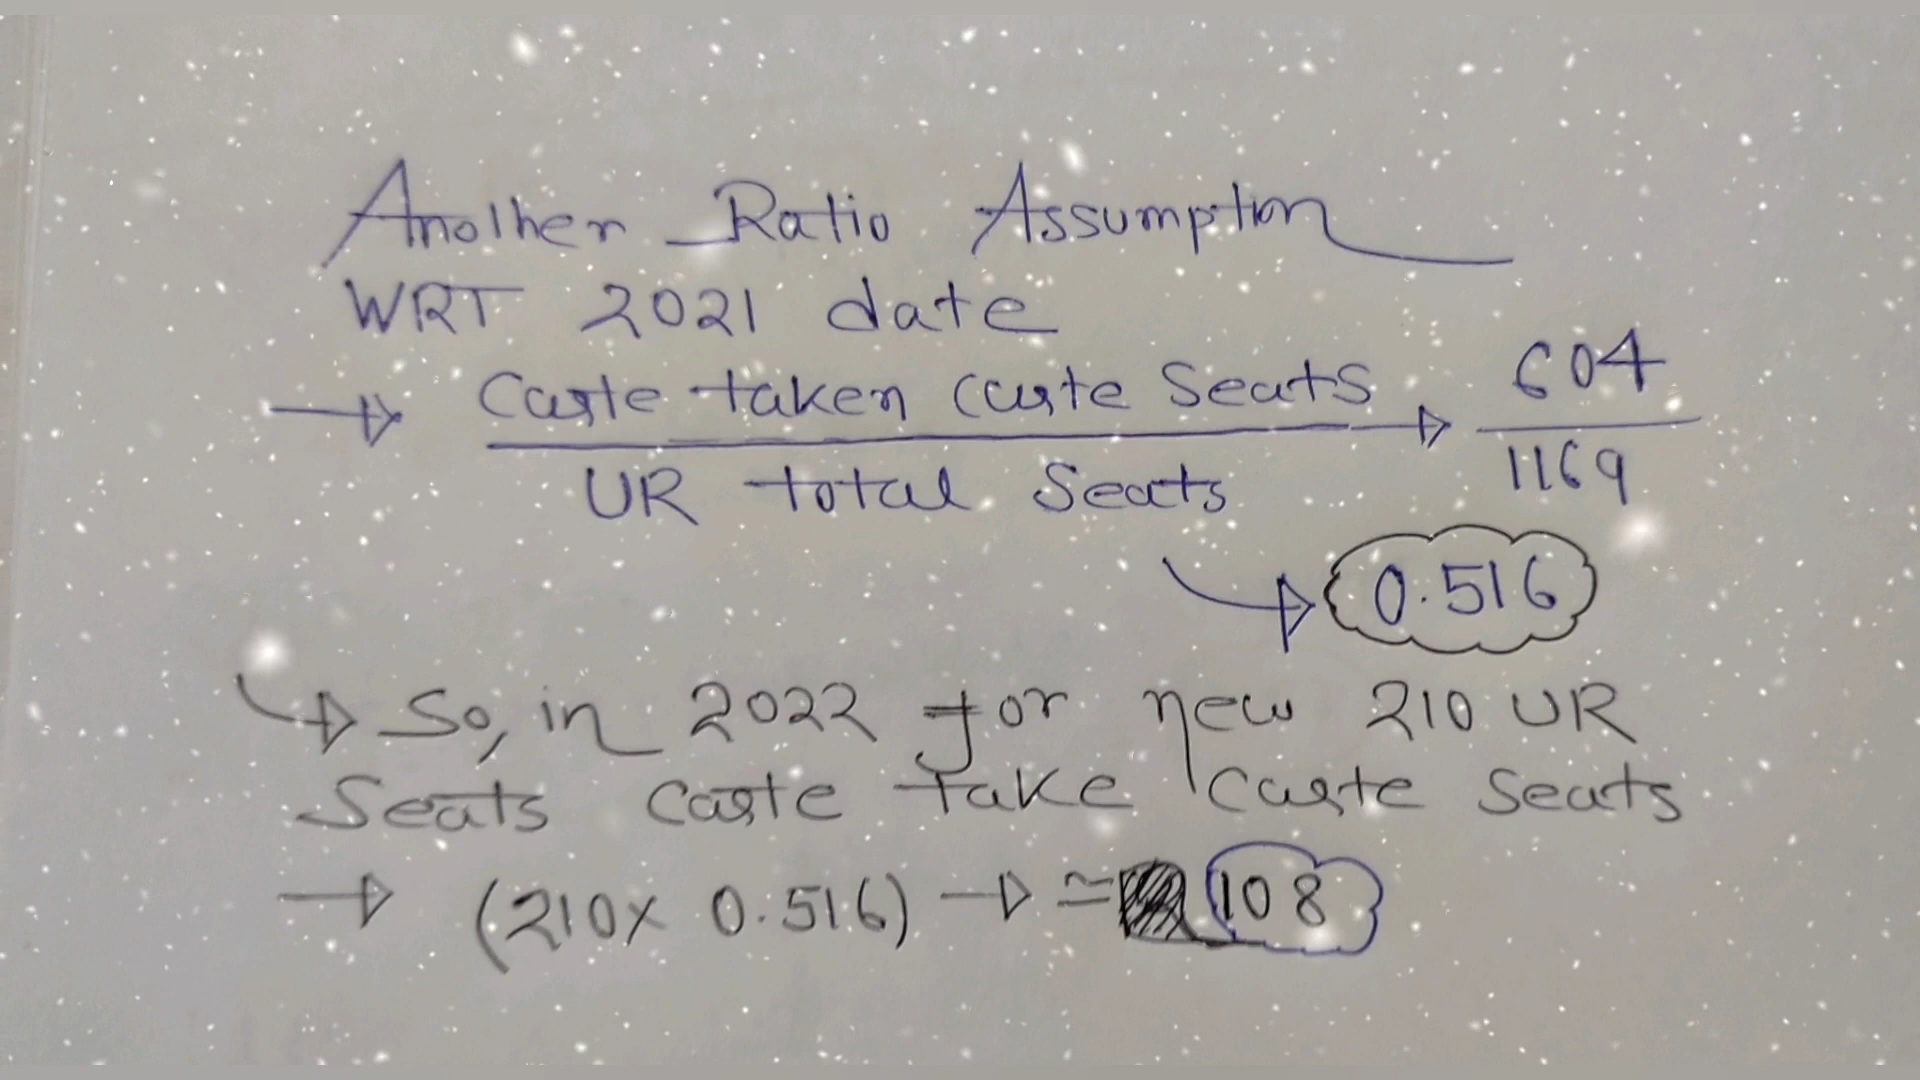 Another Ratio Assumption
WRT 2021 date
→ Caste taken Caste Seats → 604
UR total Seats 1169
→ 0.516
→ So, in 2022 for new 210 UR
Seats Caste take Caste Seats
→ (210x 0.516) → ≃ 108